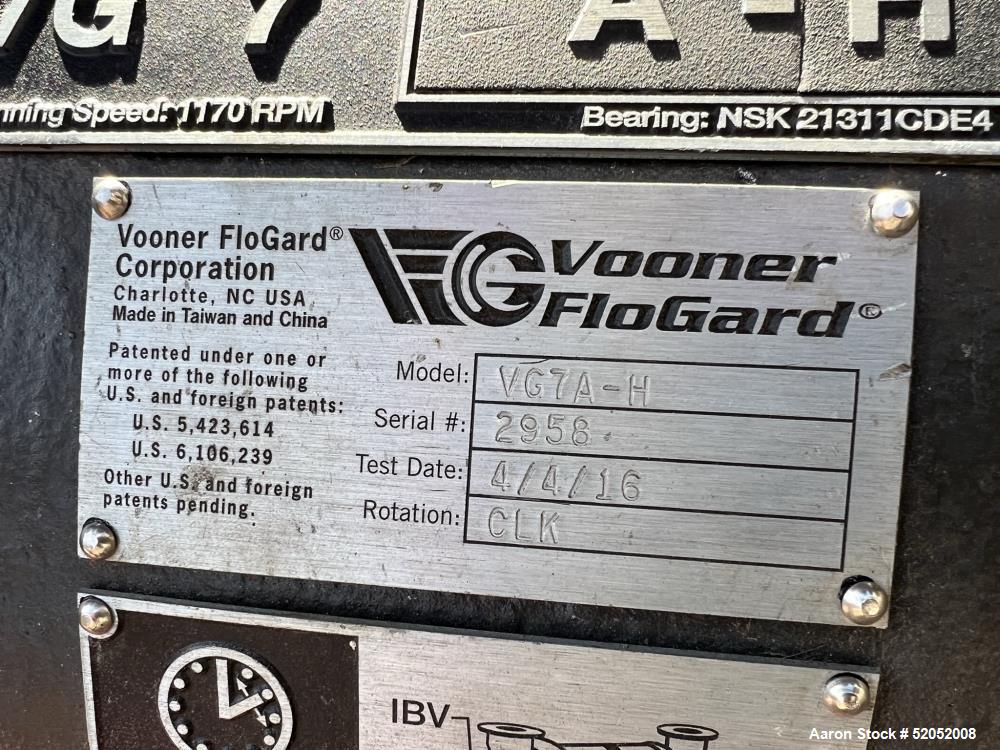 VG 7 A-H
nning Speed: 1170 RPM
Bearing: NSK 21311CDE4
Vooner FloGard®
Corporation
Charlotte, NC USA
Made in Taiwan and China
Patented under one or
more of the following
U.S. and foreign patents:
U.S. 5,423,614
U.S. 6,106,239
Other U.S. and foreign
patents pending.
VFG Vooner
FloGard®
Model: VG7A-H
Serial #: 2958
Test Date: 4/4/16
Rotation: CLK
IBV
Aaron Stock # 52052008